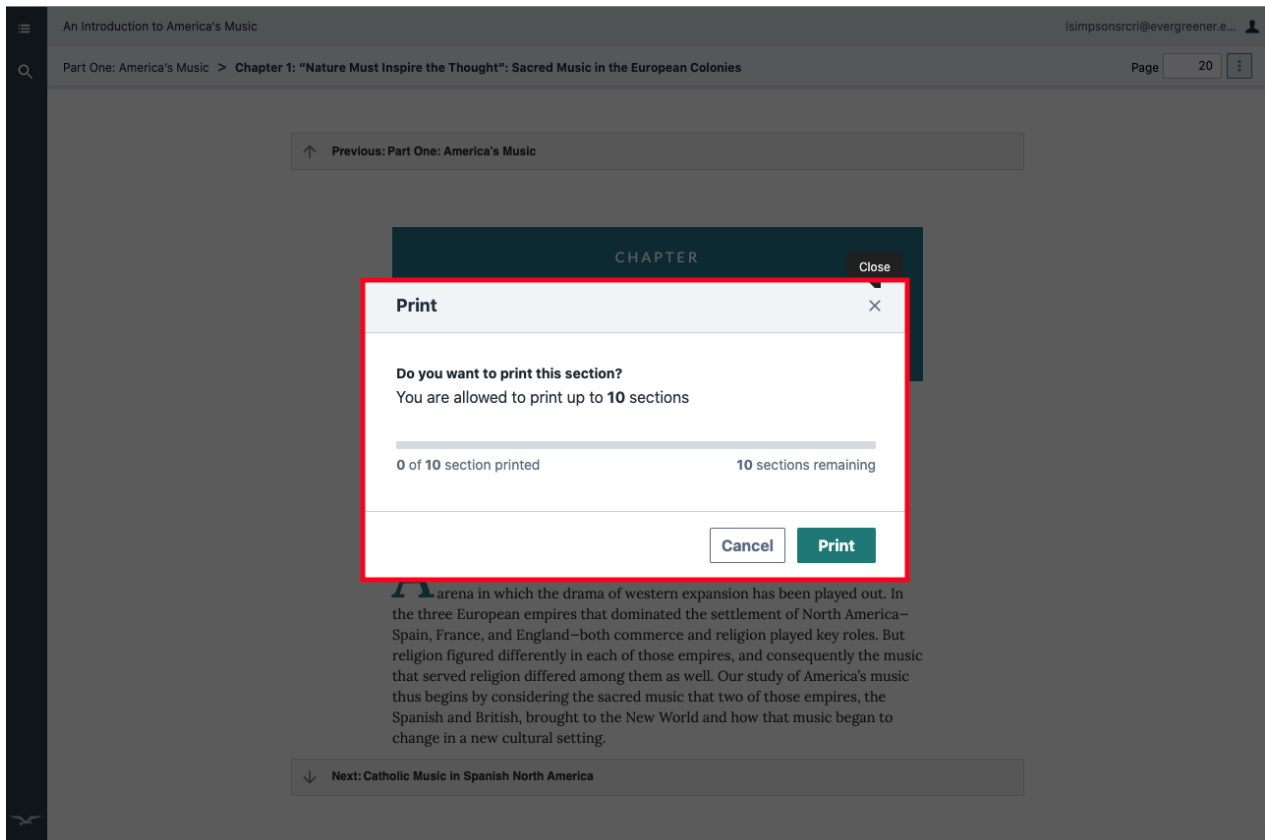 An Introduction to America's Music
lsimpsonsrcri@evergreener.e...
Part One: America's Music > Chapter 1: “Nature Must Inspire the Thought”: Sacred Music in the European Colonies
Page 20
Previous: Part One: America's Music
CHAPTER
Close
Print
Do you want to print this section?
You are allowed to print up to 10 sections
0 of 10 section printed
10 sections remaining
Cancel
Print
A arena in which the drama of western expansion has been played out. In
the three European empires that dominated the settlement of North America—
Spain, France, and England—both commerce and religion played key roles. But
religion figured differently in each of those empires, and consequently the music
that served religion differed among them as well. Our study of America’s music
thus begins by considering the sacred music that two of those empires, the
Spanish and British, brought to the New World and how that music began to
change in a new cultural setting.
Next: Catholic Music in Spanish North America